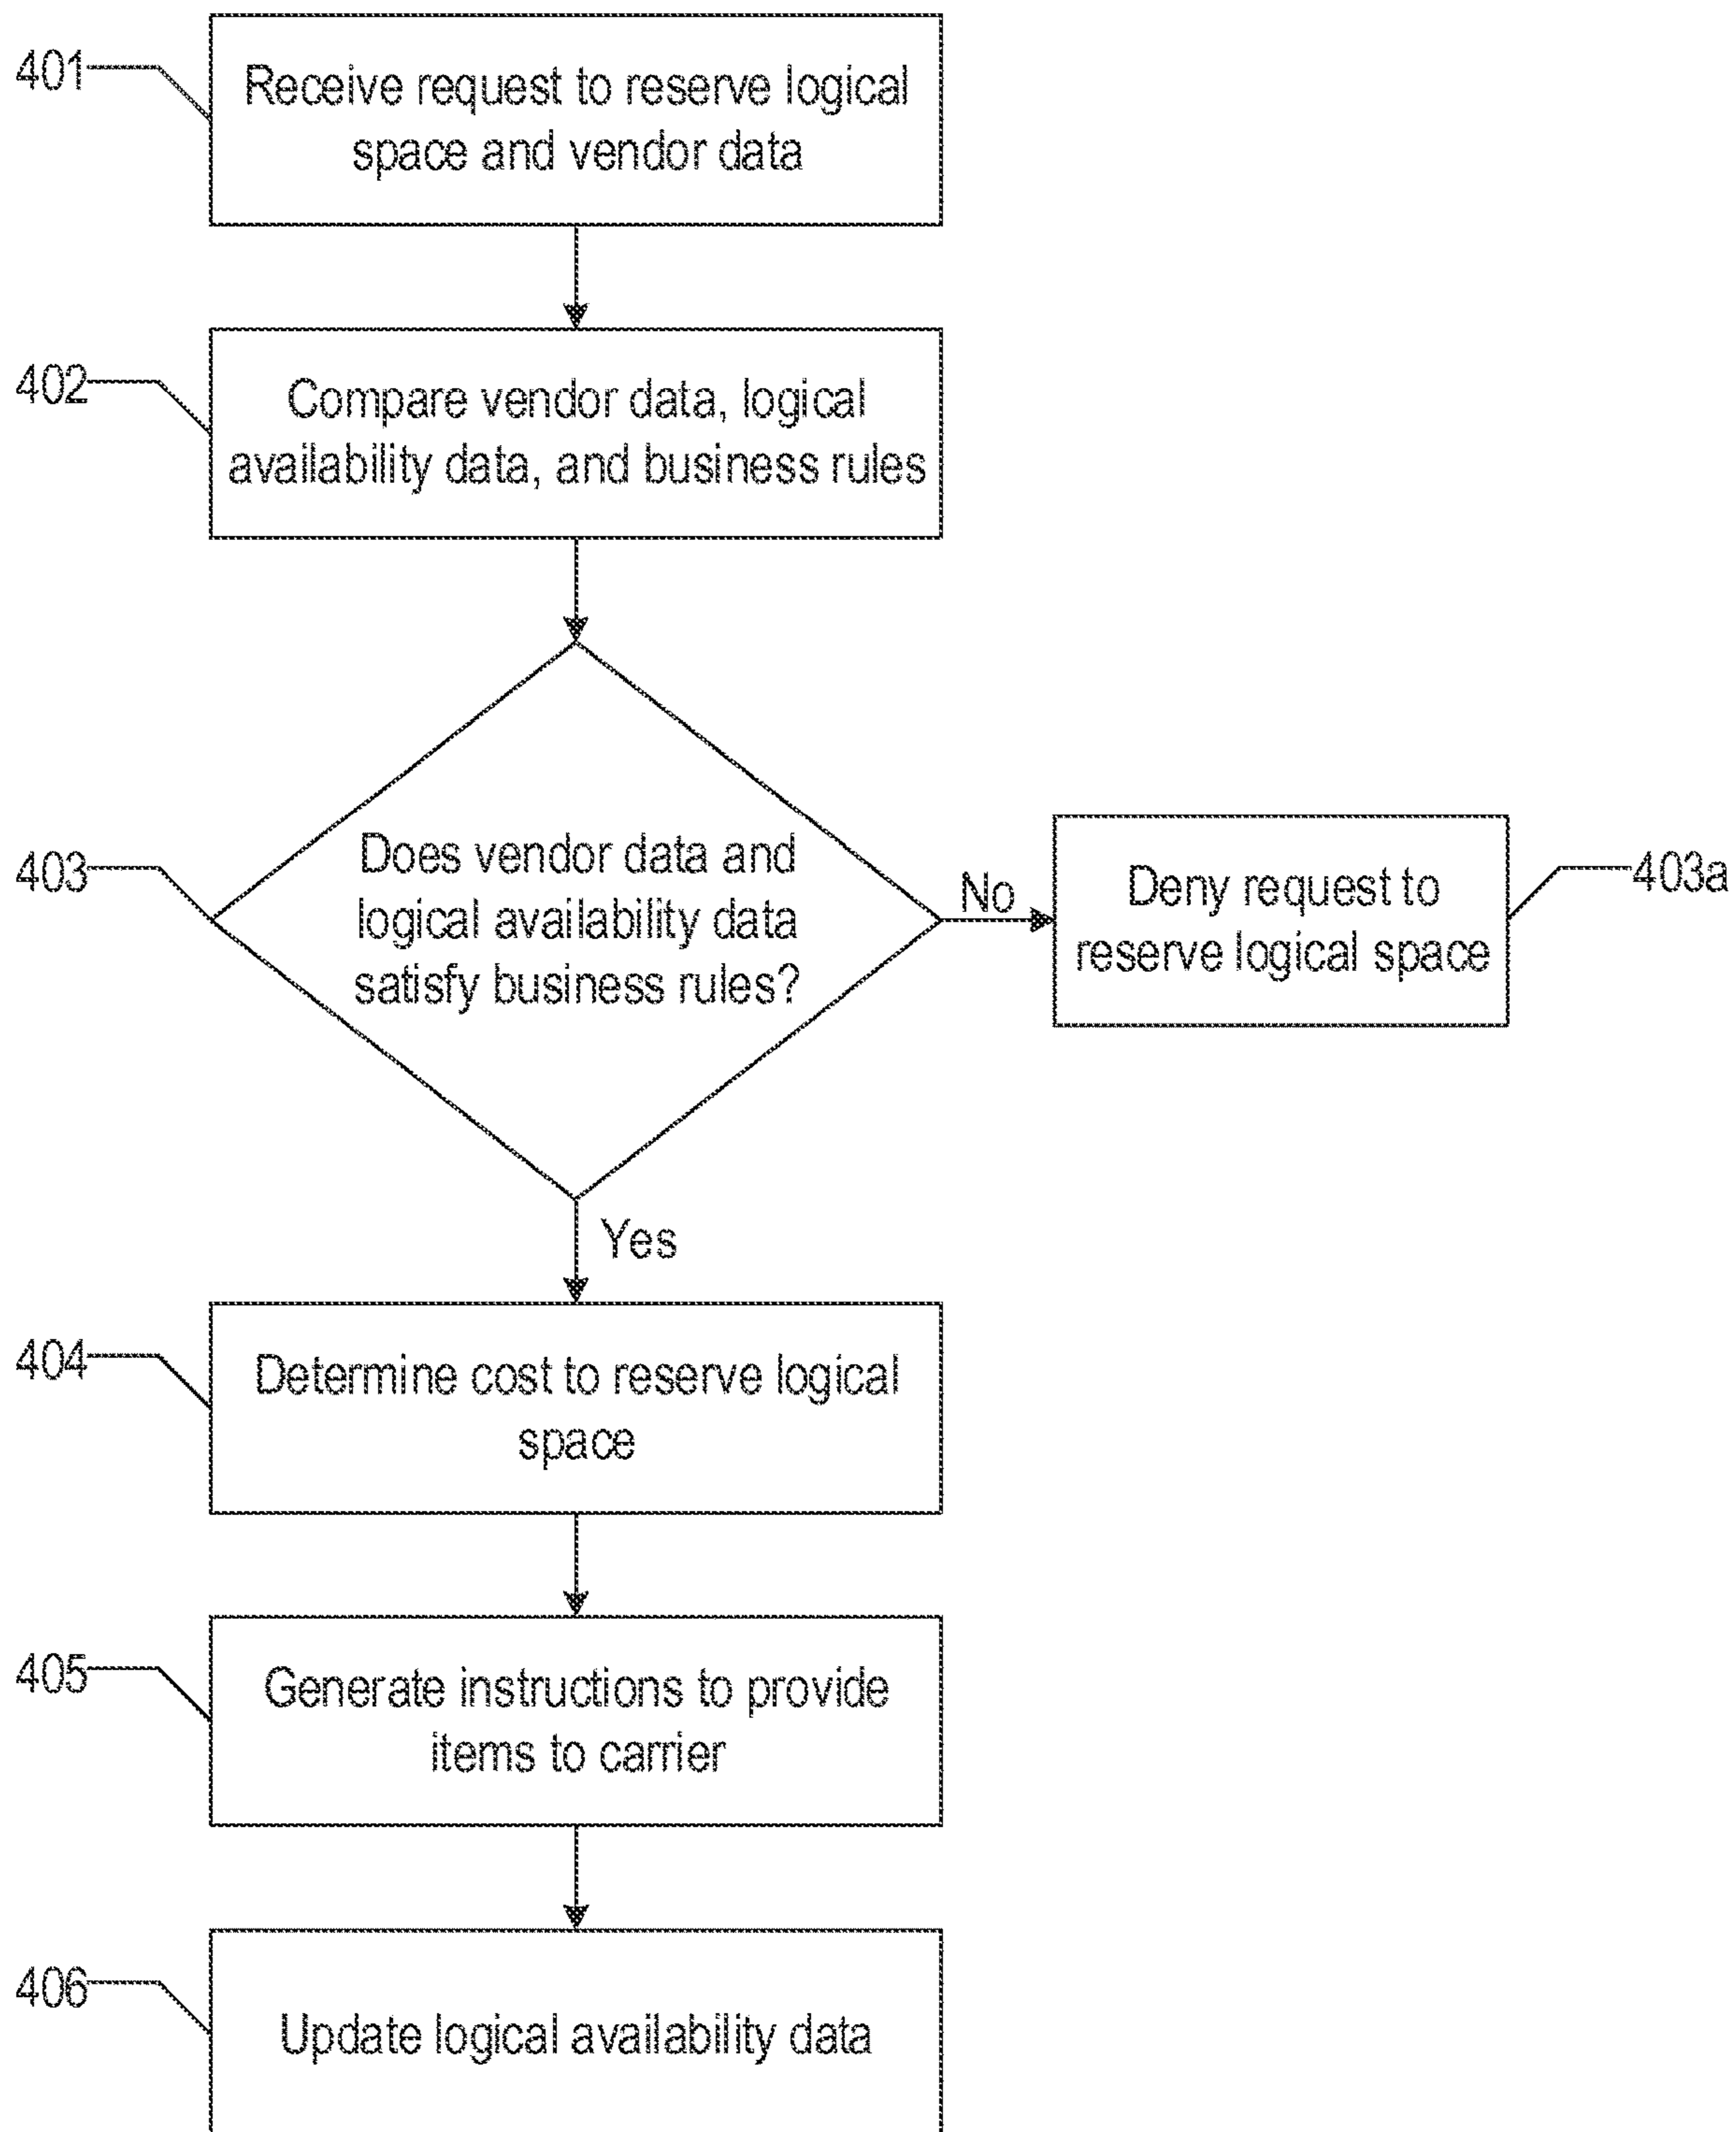 401
Receive request to reserve logical
space and vendor data
402
Compare vendor data, logical
availability data, and business rules
403
Does vendor data and
logical availability data
satisfy business rules?
No
Deny request to
reserve logical space
403a
Yes
404
Determine cost to reserve logical
space
405
Generate instructions to provide
items to carrier
406
Update logical availability data